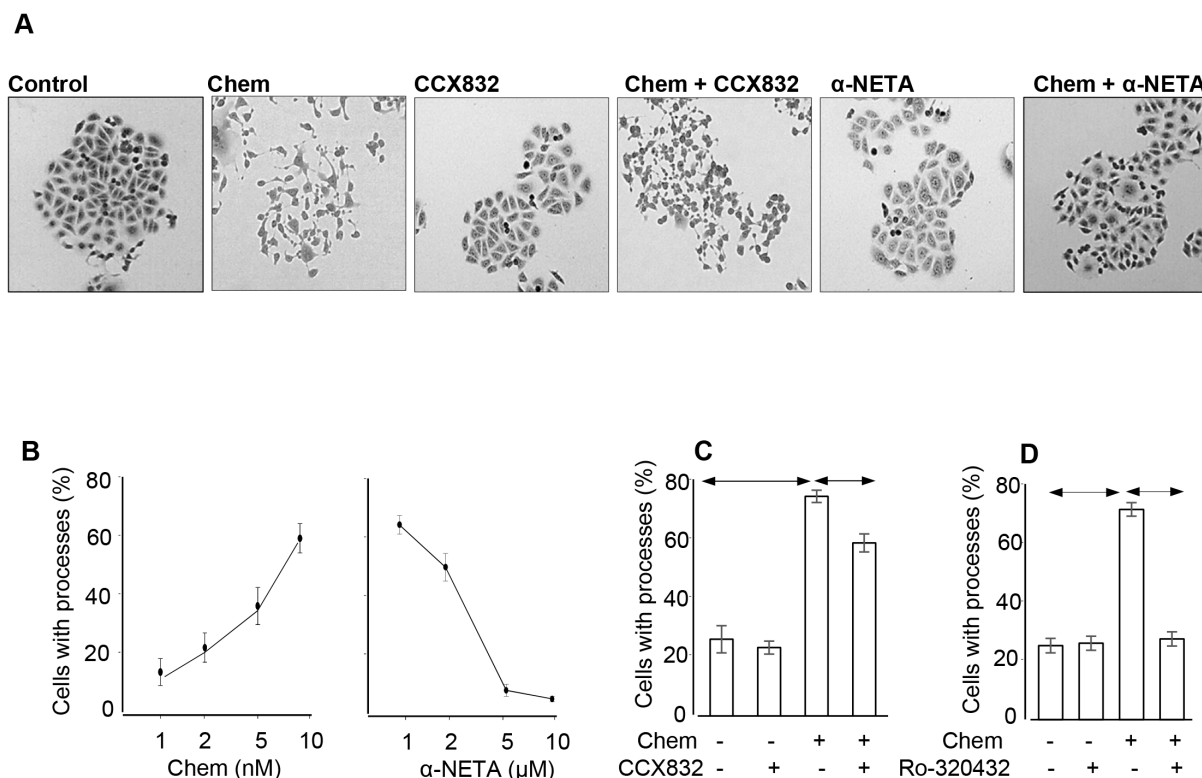 A
Control Chem CCX832 Chem + CCX832 α-NETA Chem + α-NETA
B
Cells with processes (%)
80
60
40
20
0
1 2 5 10
Chem (nM)
1 2 5 10
α-NETA (µM)
C
Cells with processes (%)
80
60
40
20
0
Chem - - + +
CCX832 - + - +
D
Cells with processes (%)
80
60
40
20
0
Chem - - + +
Ro-320432 - + - +